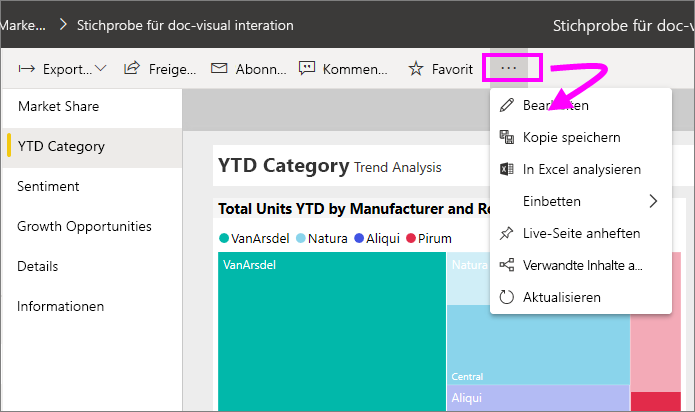 Marke... > Stichprobe für doc-visual interation
Stichprobe für doc-v
Export... Freige... Abonn... Kommen... Favorit ...
Bearbeiten
Kopie speichern
In Excel analysieren
Einbetten
Live-Seite anheften
Verwandte Inhalte a...
Aktualisieren
Market Share
YTD Category
Sentiment
Growth Opportunities
Details
Informationen
YTD Category Trend Analysis
Total Units YTD by Manufacturer and Re
VanArsdel Natura Aliqui Pirum
VanArsdel
Natura
Central
Aliqui